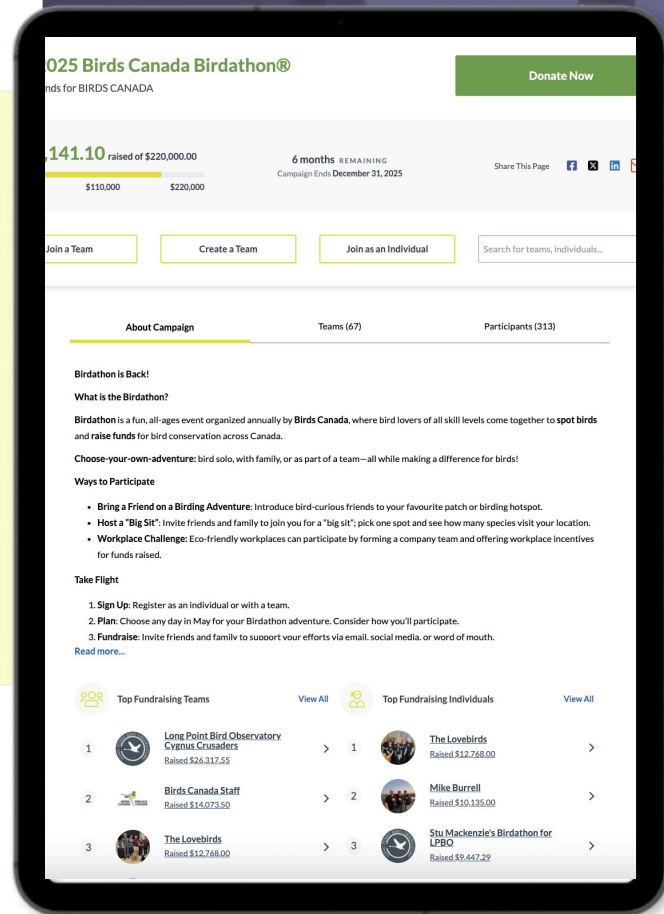 025 Birds Canada Birdathon®
nds for BIRDS CANADA
Donate Now
,141.10 raised of $220,000.00
$110,000 $220,000
6 months REMAINING
Campaign Ends December 31, 2025
Share This Page
Join a Team
Create a Team
Join as an Individual
Search for teams, individuals...
About Campaign
Teams (67)
Participants (313)
Birdathon is Back!
What is the Birdathon?
Birdathon is a fun, all-ages event organized annually by Birds Canada, where bird lovers of all skill levels come together to spot birds
and raise funds for bird conservation across Canada.
Choose-your-own-adventure: bird solo, with family, or as part of a team—all while making a difference for birds!
Ways to Participate
• Bring a Friend on a Birding Adventure: Introduce bird-curious friends to your favourite patch or birding hotspot.
• Host a "Big Sit": Invite friends and family to join you for a "big sit"; pick one spot and see how many species visit your location.
• Workplace Challenge: Eco-friendly workplaces can participate by forming a company team and offering workplace incentives
for funds raised.
Take Flight
1. Sign Up: Register as an individual or with a team.
2. Plan: Choose any day in May for your Birdathon adventure. Consider how you'll participate.
3. Fundraise: Invite friends and family to support your efforts via email, social media, or word of mouth.
Read more...
Top Fundraising Teams
View All
1
Long Point Bird Observatory
Cygnus Crusaders
Raised $26,317.55
2
Birds Canada Staff
Raised $14,073.50
3
The Lovebirds
Raised $12,768.00
Top Fundraising Individuals
View All
1
The Lovebirds
Raised $12,768.00
2
Mike Burrell
Raised $10,135.00
3
Stu Mackenzie's Birdathon for
LPBO
Raised $9,447.29